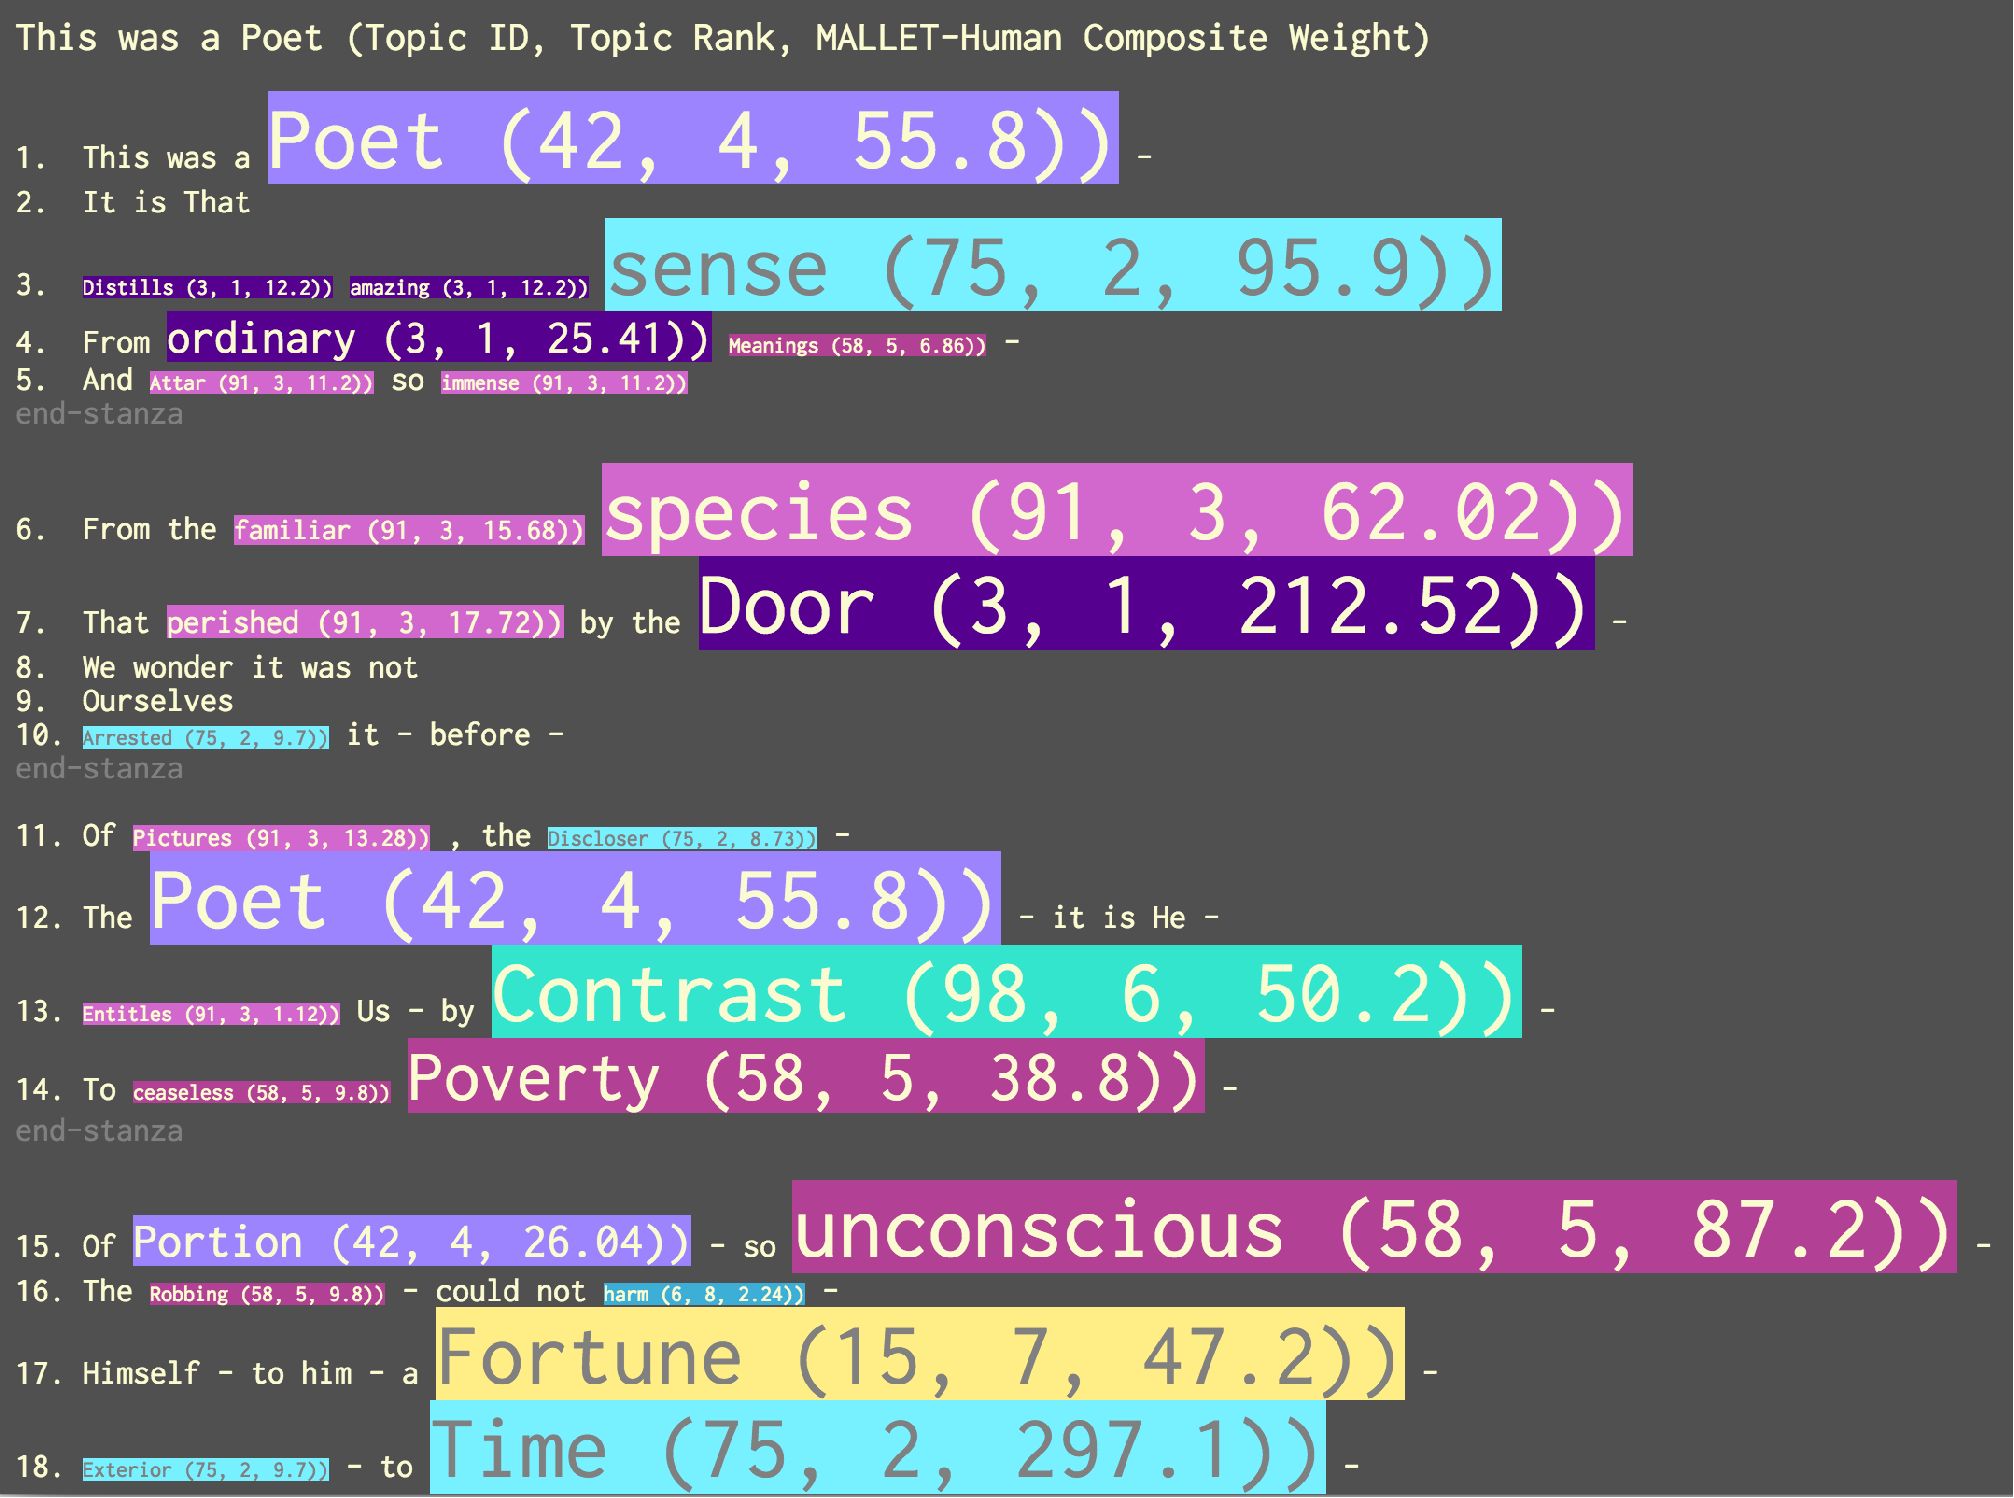 This was a Poet (Topic ID, Topic Rank, MALLET-Human Composite Weight)
1. This was a Poet (42, 4, 55.8)) -
2. It is That
3. Distills (3, 1, 12.2)) amazing (3, 1, 12.2)) sense (75, 2, 95.9))
4. From ordinary (3, 1, 25.41)) Meanings (58, 5, 6.86)) -
5. And Attar (91, 3, 11.2)) so immense (91, 3, 11.2))
end-stanza
6. From the familiar (91, 3, 15.68)) species (91, 3, 62.02))
7. That perished (91, 3, 17.72)) by the Door (3, 1, 212.52)) -
8. We wonder it was not
9. Ourselves
10. Arrested (75, 2, 9.7)) it - before -
end-stanza
11. Of Pictures (91, 3, 13.28)) , the Discloser (75, 2, 8.73)) -
12. The Poet (42, 4, 55.8)) - it is He -
13. Entitles (91, 3, 1.12)) Us - by Contrast (98, 6, 50.2)) -
14. To ceaseless (58, 5, 9.8)) Poverty (58, 5, 38.8)) -
end-stanza
15. Of Portion (42, 4, 26.04)) - so unconscious (58, 5, 87.2)) -
16. The Robbing (58, 5, 9.8)) - could not harm (6, 8, 2.24)) -
17. Himself - to him - a Fortune (15, 7, 47.2)) -
18. Exterior (75, 2, 9.7)) - to Time (75, 2, 297.1)) -